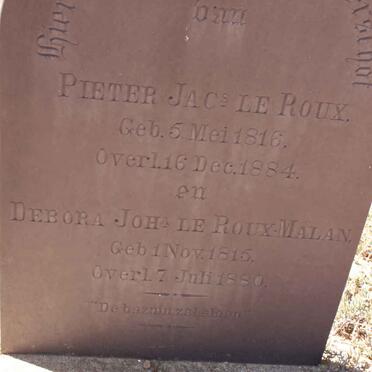 Hier
van
PIETER JACS LE ROUX.
Geb. 5 Mei 1816.
Overl. 16 Dec. 1884.
en
DEBORA JOHA LE ROUX-MALAN.
Geb 1 Nov. 1815.
Overl. 7 Juli 1880.